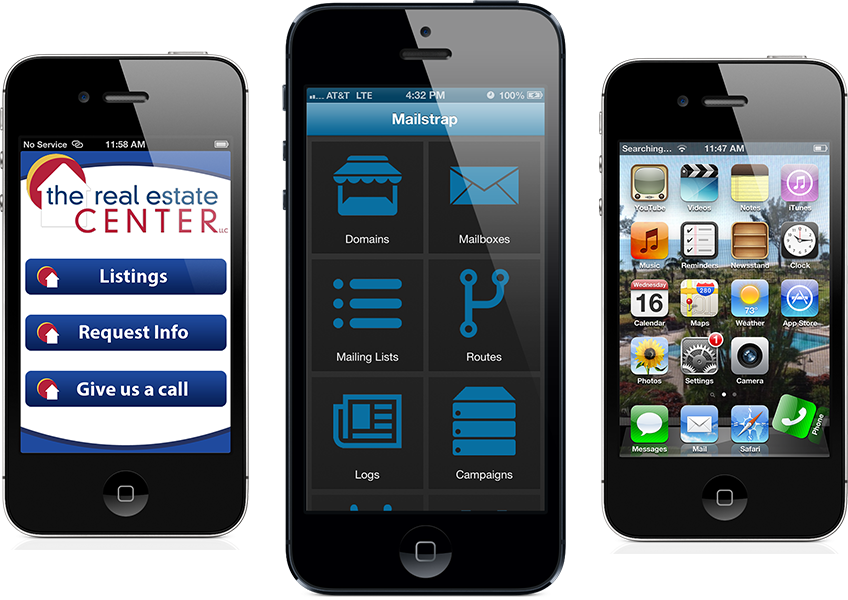 No Service 11:58 AM
the real estate
CENTER LLC
Listings
Request Info
Give us a call
AT&T LTE 4:32 PM 100%
Mailstrap
Domains Mailboxes
Mailing Lists Routes
Logs Campaigns
Searching... 11:47 AM
YouTube Videos Notes iTunes
Music Reminders Newsstand Clock
Wednesday
16
280
73°
Calendar Maps Weather App Store
1
Photos Settings Camera
Messages Mail Safari Phone